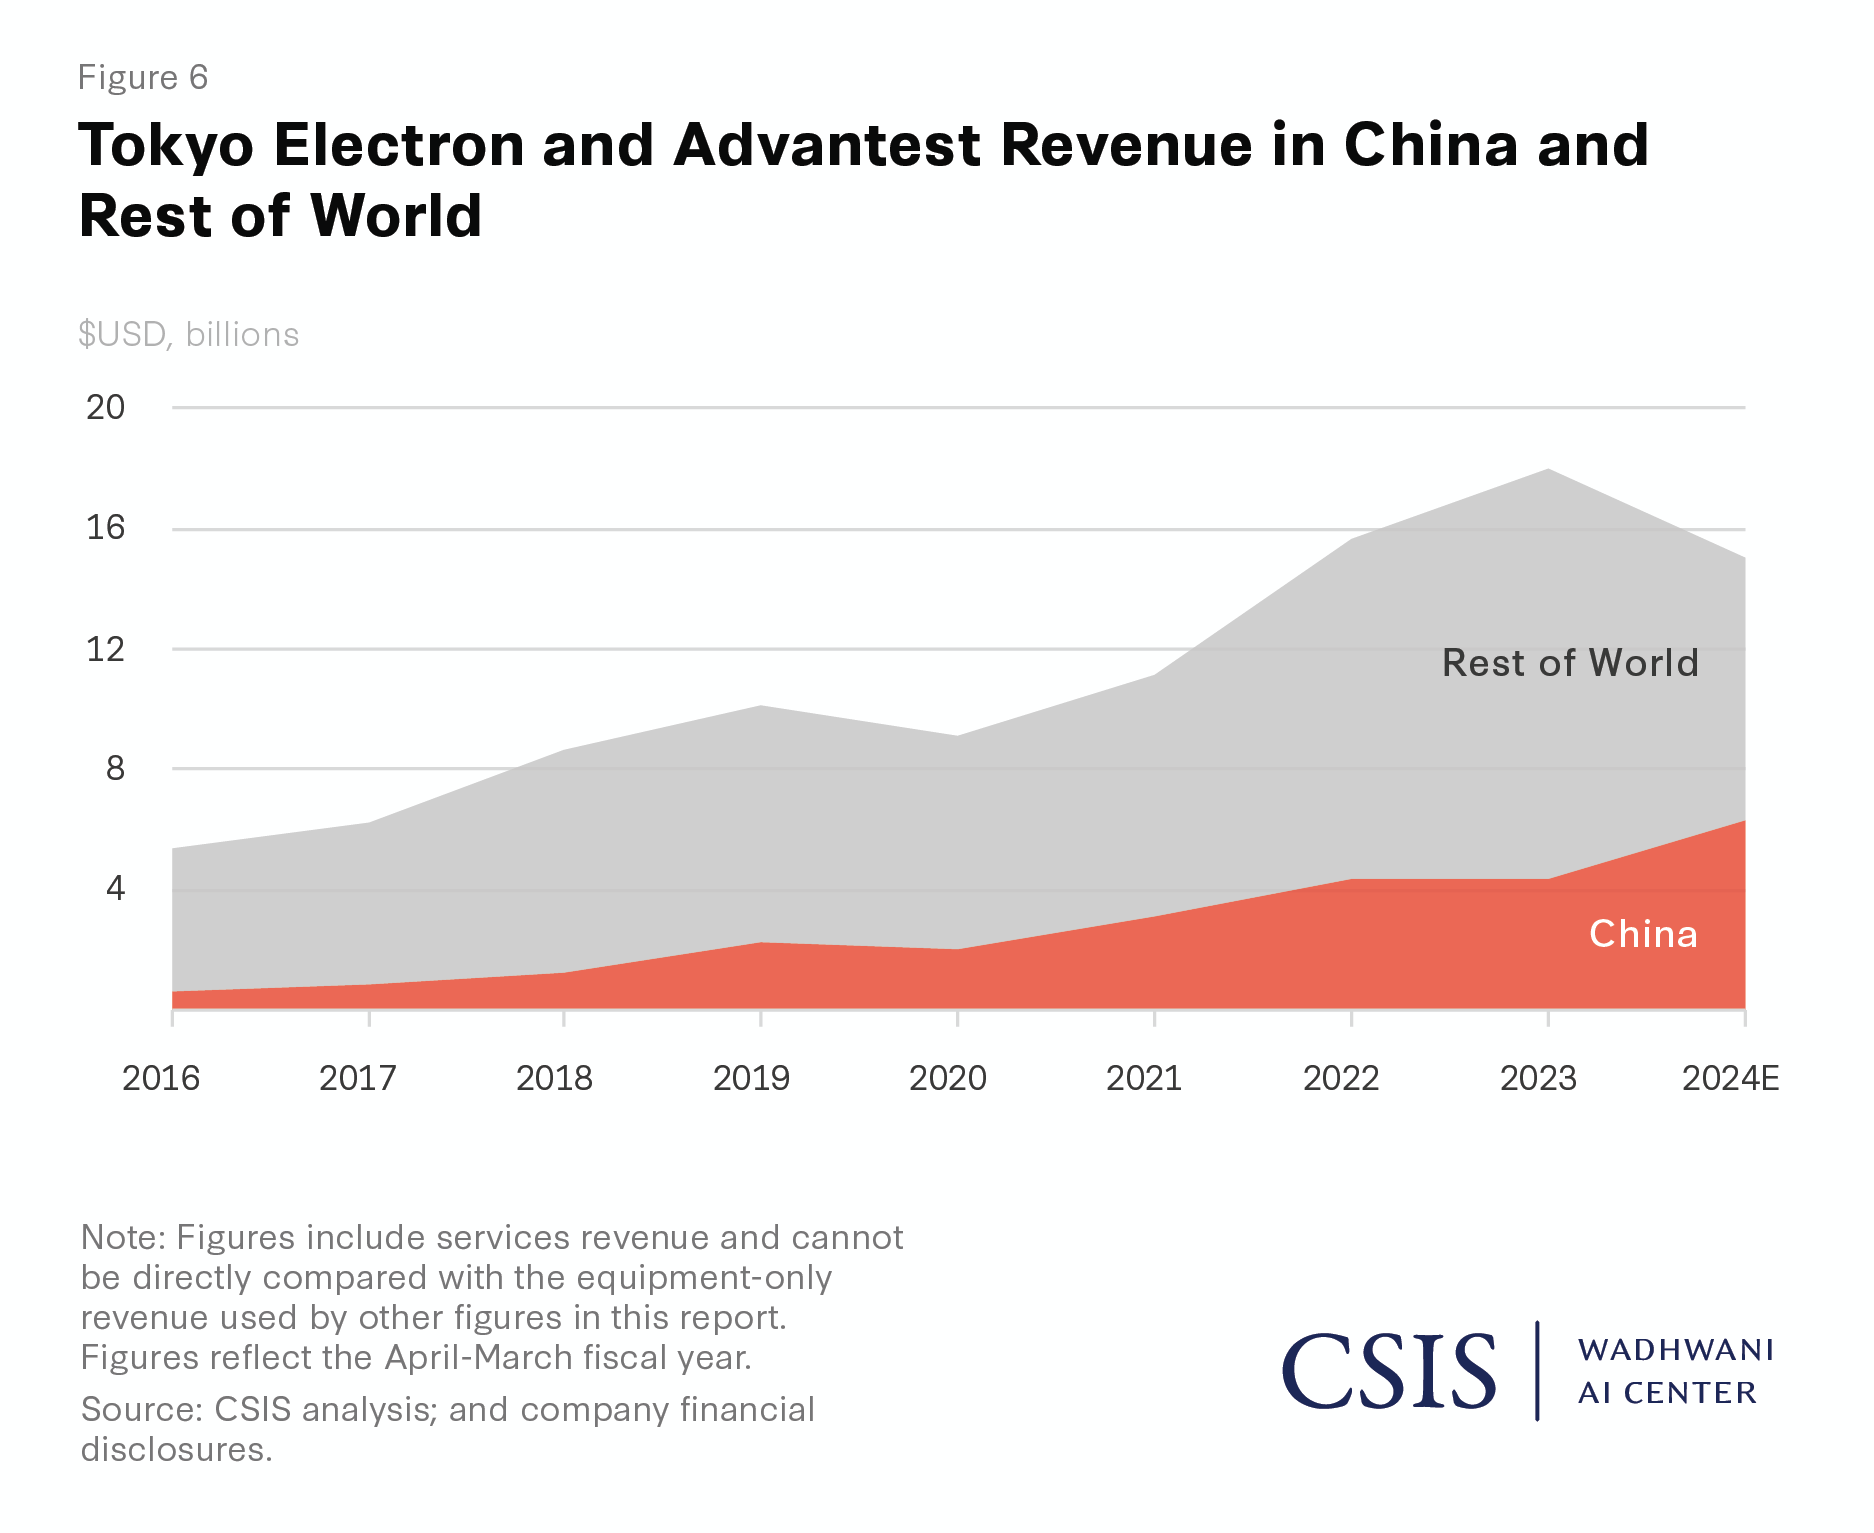 Figure 6
Tokyo Electron and Advantest Revenue in China and
Rest of World
$USD, billions
20
16
12
8
4
Rest of World
China
2016 2017 2018 2019 2020 2021 2022 2023 2024E
Note: Figures include services revenue and cannot
be directly compared with the equipment-only
revenue used by other figures in this report.
Figures reflect the April-March fiscal year.
Source: CSIS analysis; and company financial
disclosures.
CSIS
WADHWANI
AI CENTER